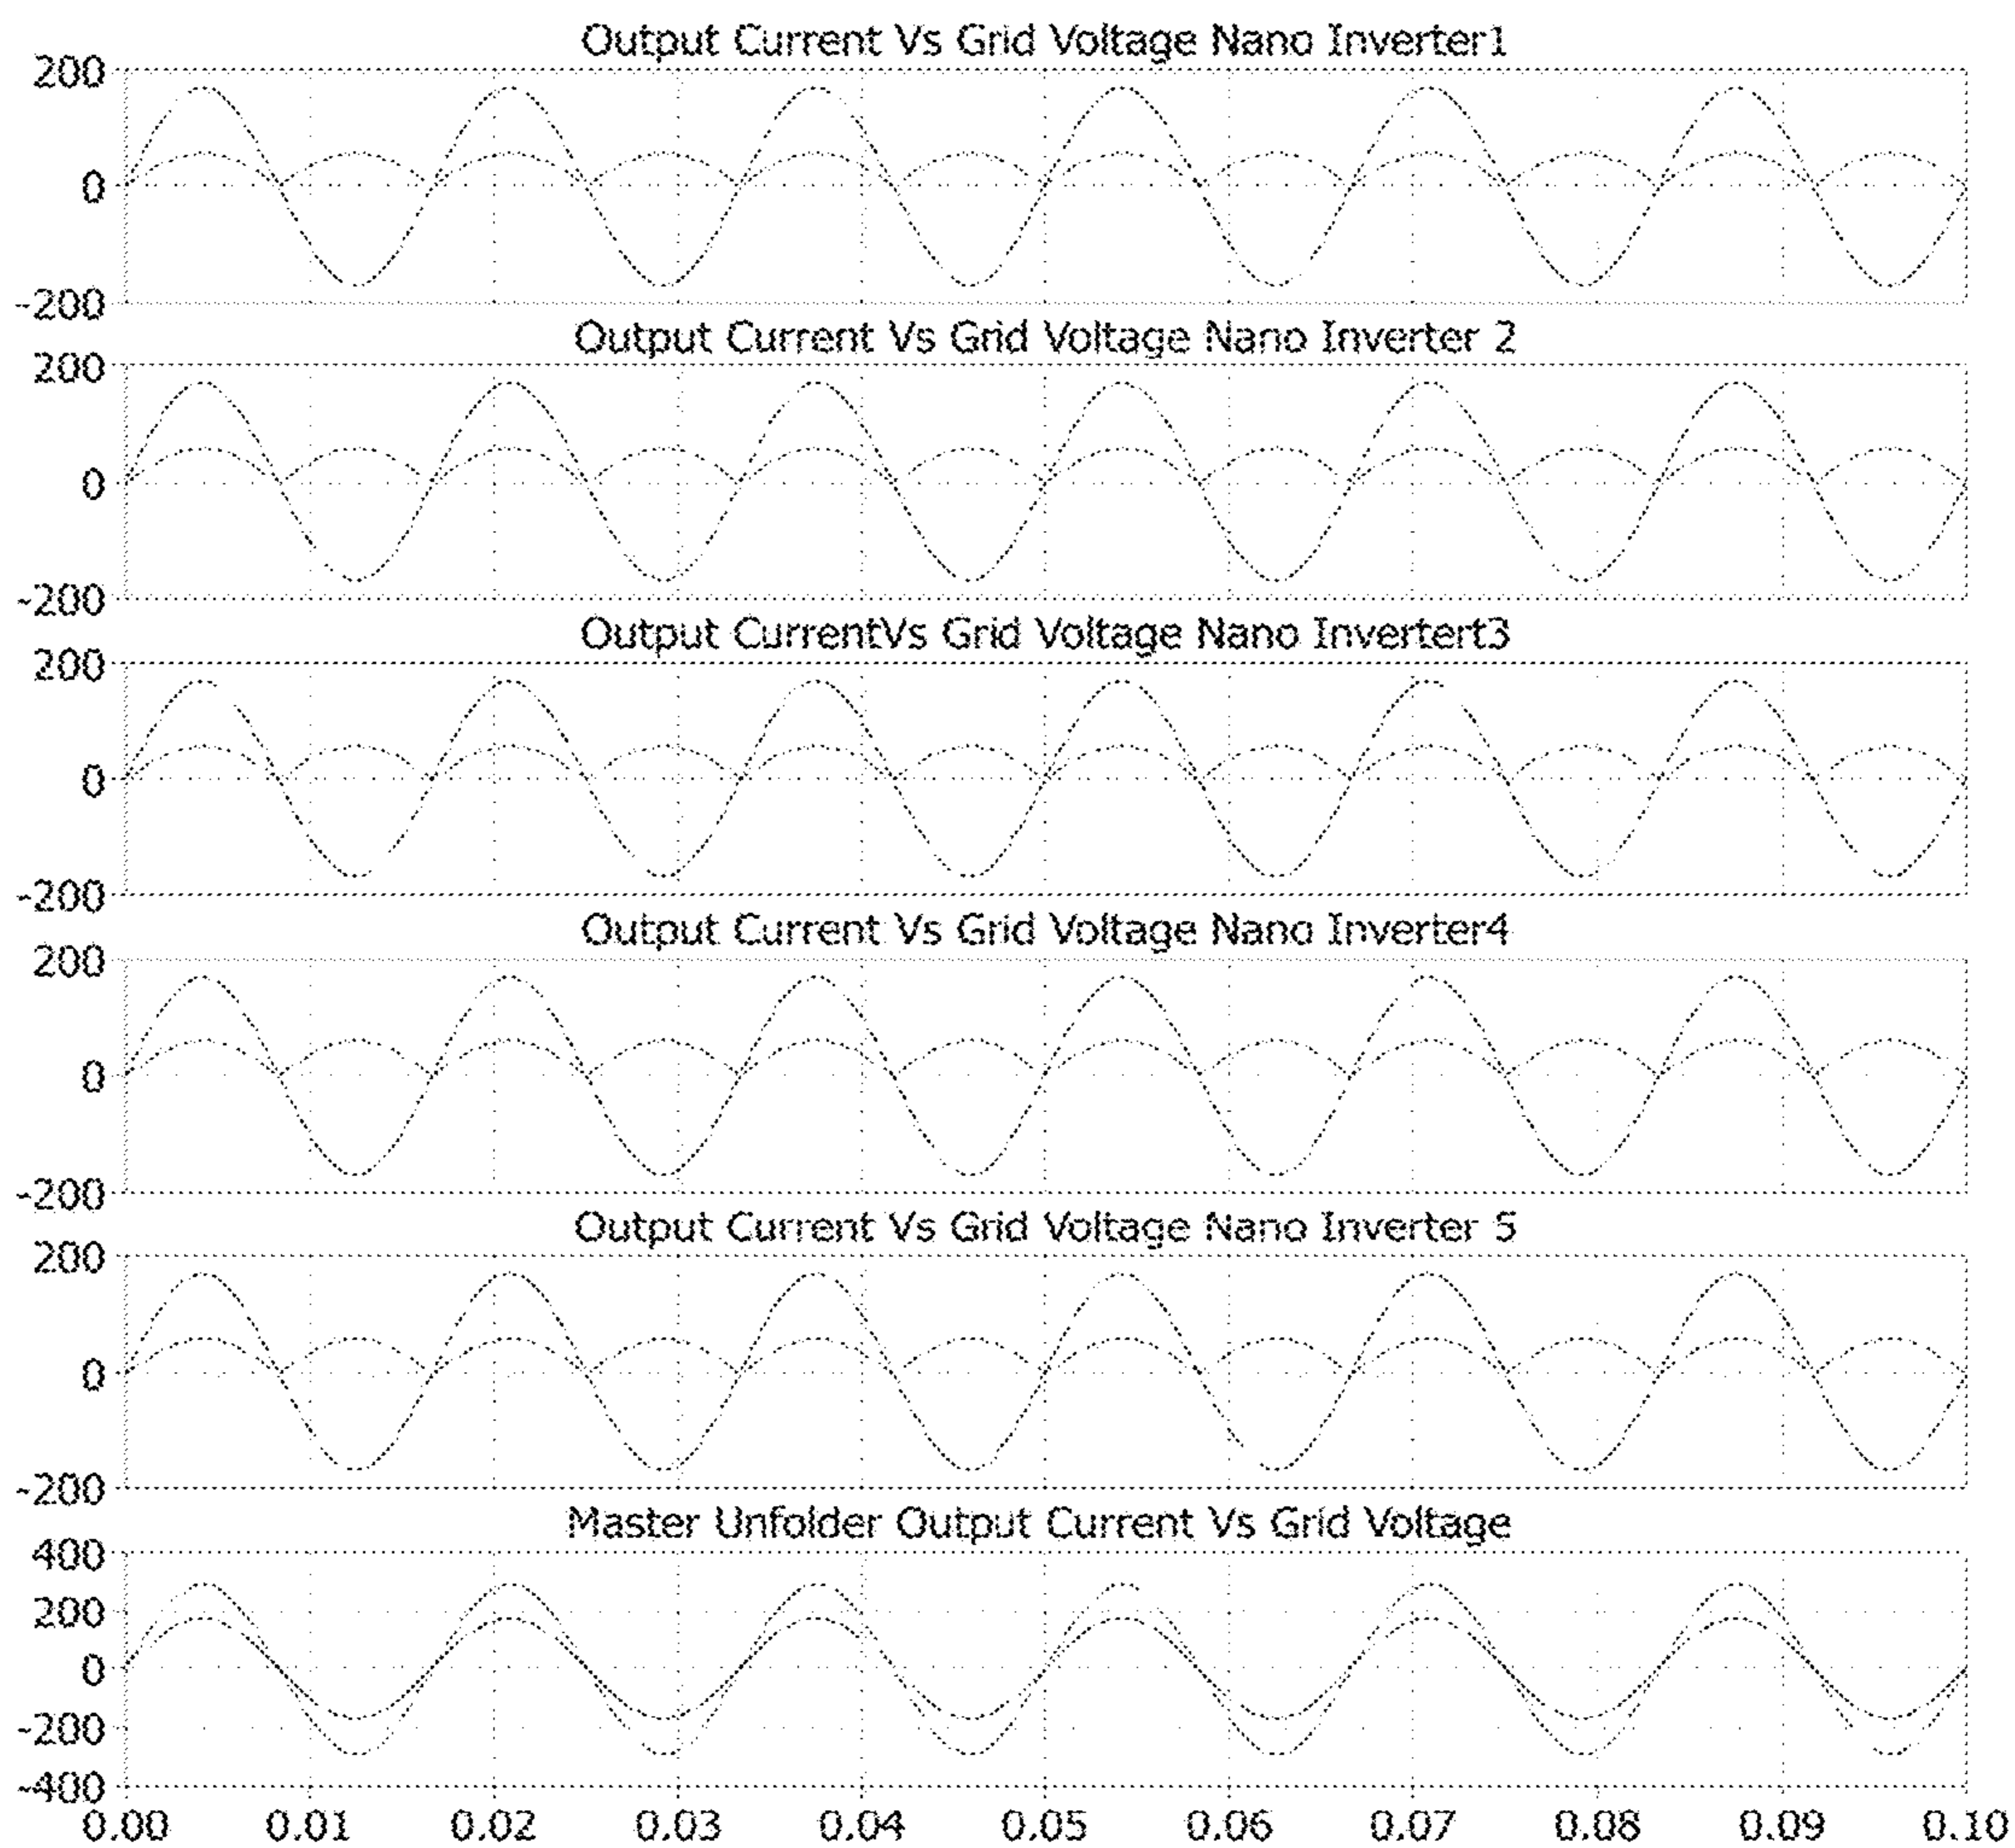 Output Current Vs Grid Voltage Nano Inverter1
200
0
-200
Output Current Vs Grid Voltage Nano Inverter 2
200
0
-200
Output CurrentVs Grid Voltage Nano Invertert3
200
0
-200
Output Current Vs Grid Voltage Nano Inverter4
200
0
-200
Output Current Vs Grid Voltage Nano Inverter 5
200
0
-200
Master Unfolder Output Current Vs Grid Voltage
400
200
0
-200
-400
0.00 0.01 0.02 0.03 0.04 0.05 0.06 0.07 0.08 0.09 0.10